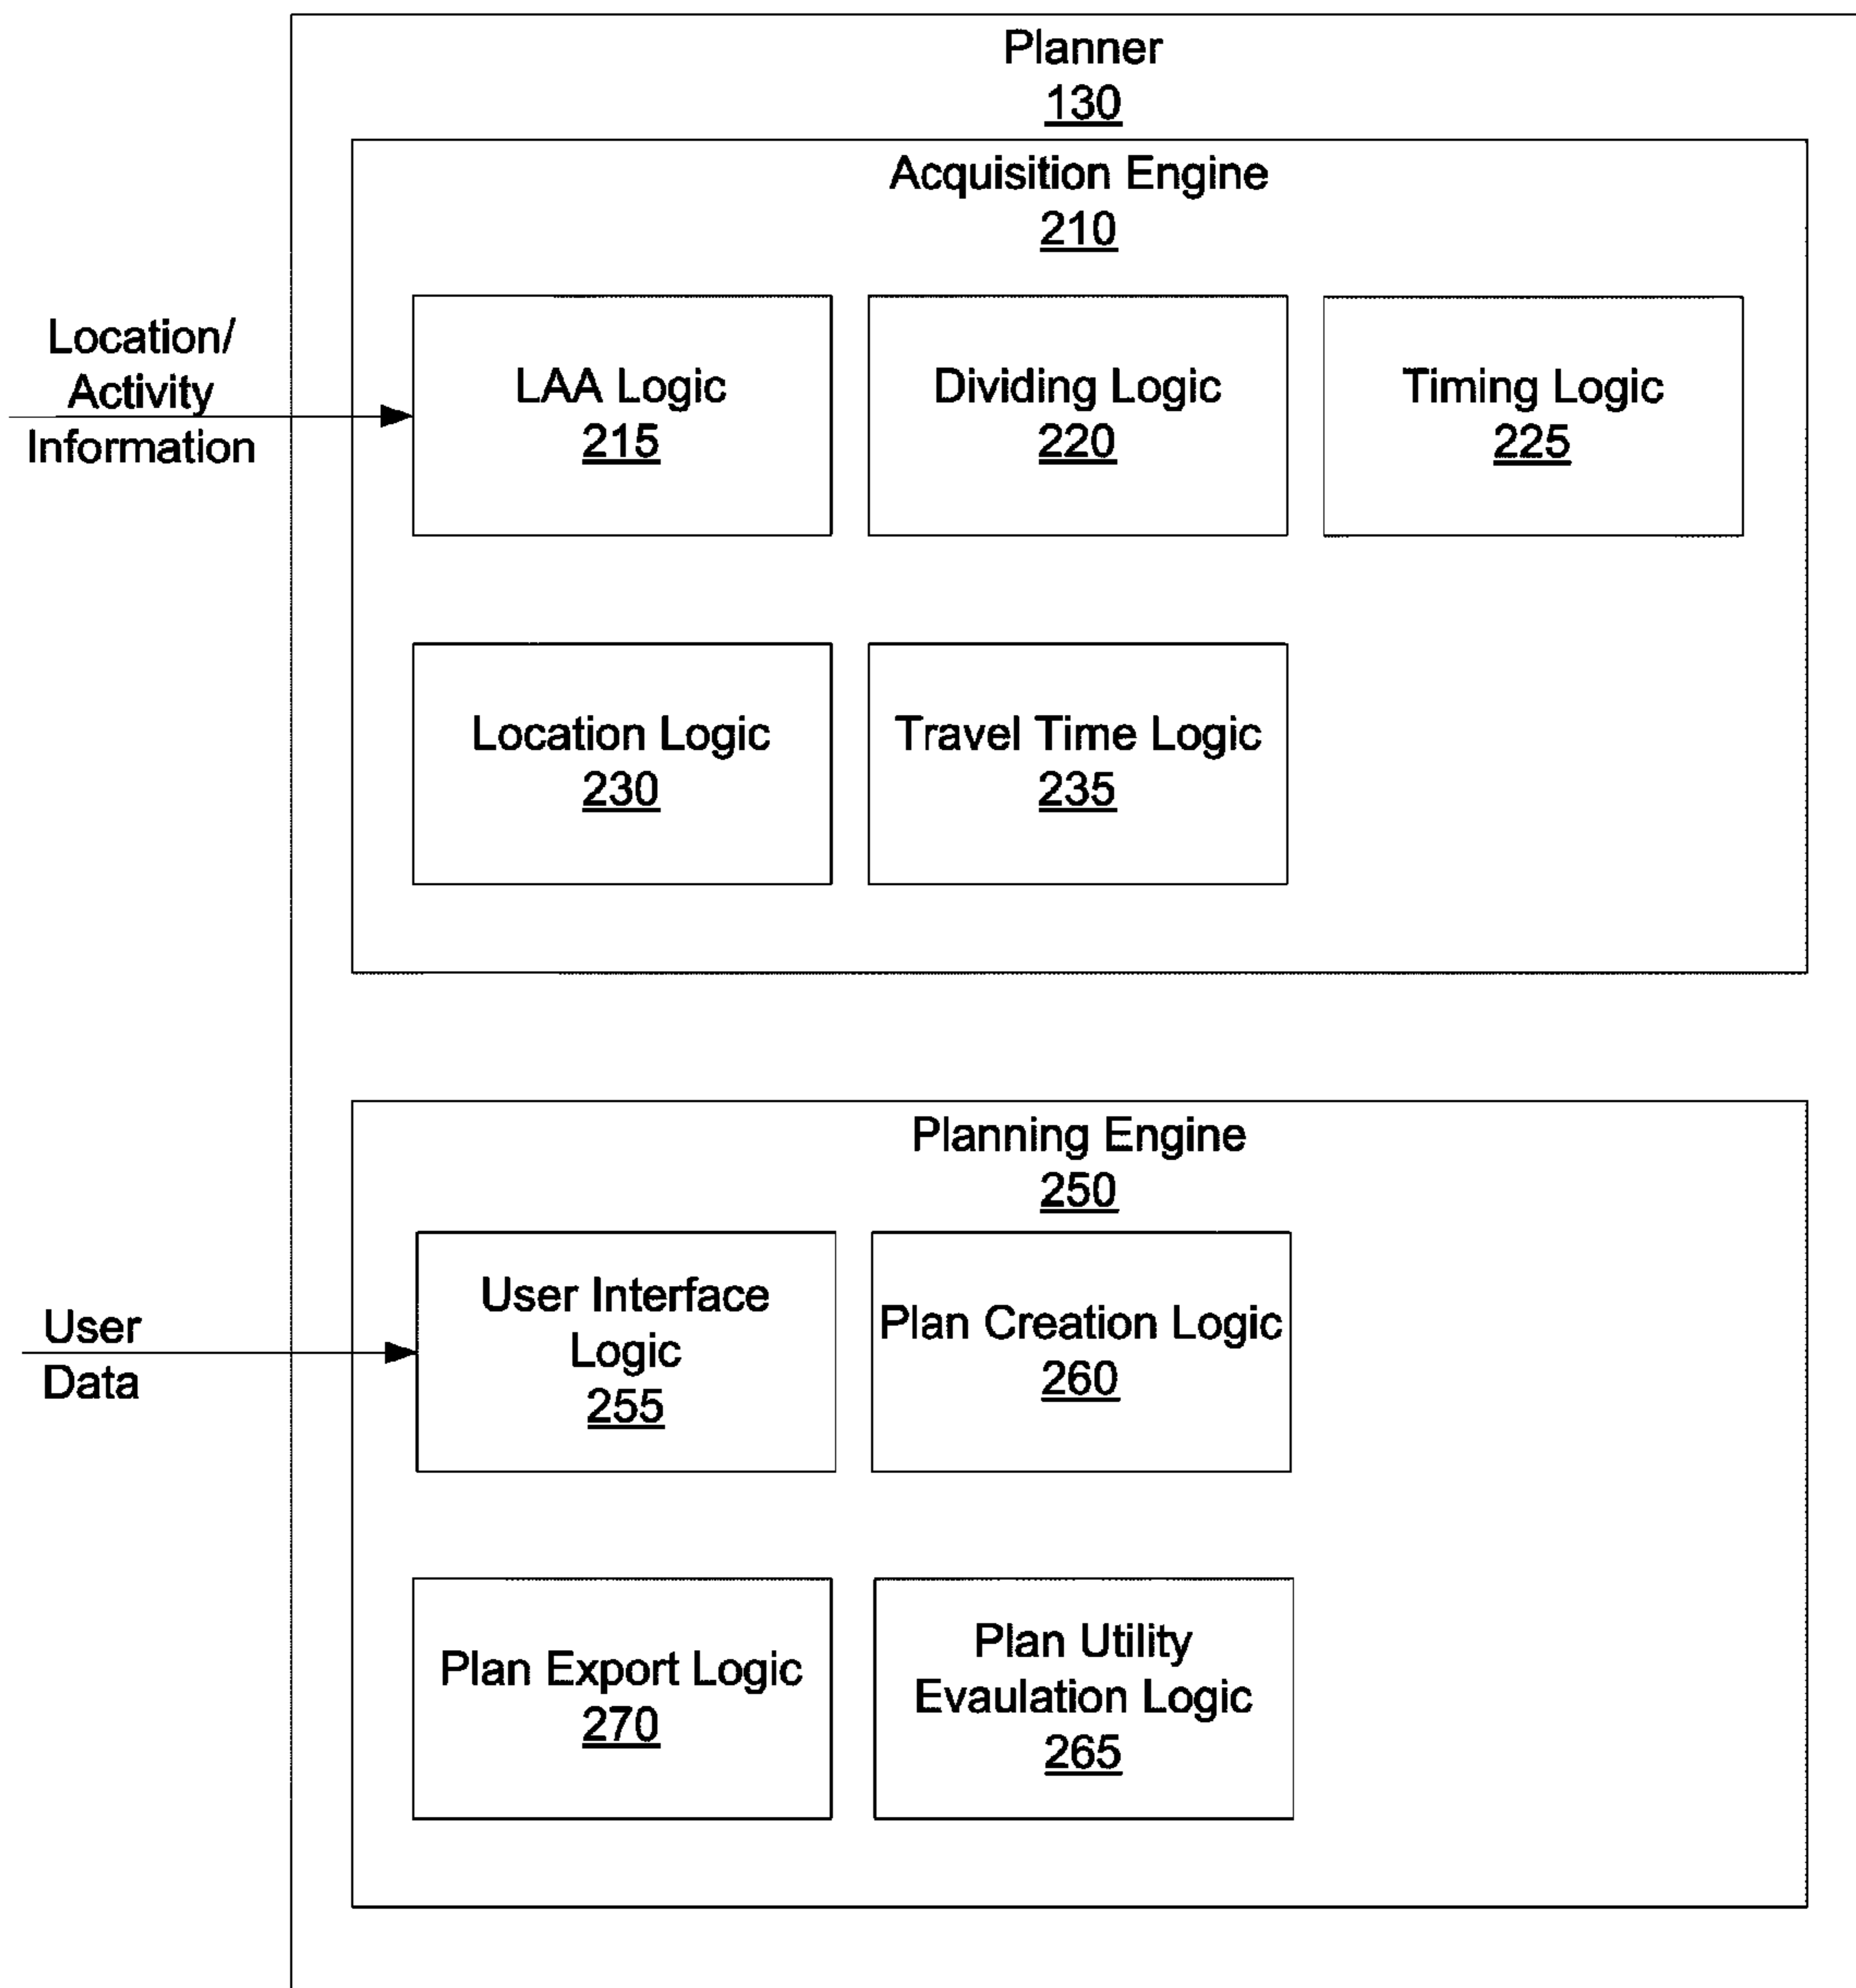 Planner
130
Acquisition Engine
210
Location/
Activity
Information
LAA Logic
215
Dividing Logic
220
Timing Logic
225
Location Logic
230
Travel Time Logic
235
Planning Engine
250
User
Data
User Interface
Logic
255
Plan Creation Logic
260
Plan Export Logic
270
Plan Utility
Evaulation Logic
265